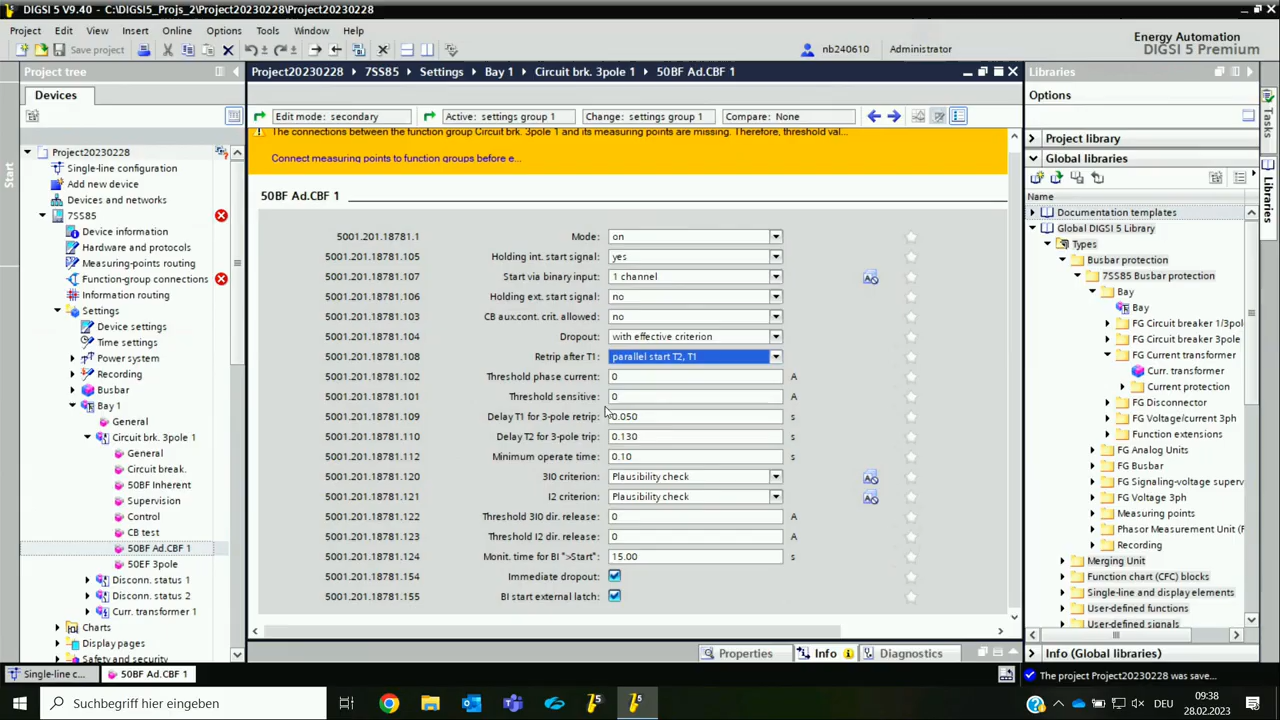 DIGSI 5 V9.40 - C:\DIGSI5_Projs_2\Project20230228\Project20230228
Project Edit View Insert Online Options Tools Window Help
Energy Automation
DIGSI 5 Premium
Save project
nb240610
Administrator
Project tree
Project20230228 7SS85 Settings Bay 1 Circuit brk. 3pole 1 50BF Ad.CBF 1
Libraries
Devices
Options
Edit mode: secondary
Active: settings group 1
Change: settings group 1
Compare: None
The connections between the function group Circuit brk. 3pole 1 and its measuring points are missing. Therefore, threshold val...
Connect measuring points to function groups before e...
50BF Ad.CBF 1
5001.201.18781.1 Mode: on
5001.201.18781.105 Holding int. start signal: yes
5001.201.18781.107 Start via binary input: 1 channel
5001.201.18781.106 Holding ext. start signal: no
5001.201.18781.103 CB aux.cont. crit. allowed: no
5001.201.18781.104 Dropout: with effective criterion
5001.201.18781.108 Retrip after T1: parallel start T2, T1
5001.201.18781.102 Threshold phase current: 0 A
5001.201.18781.101 Threshold sensitive: 0 A
5001.201.18781.109 Delay T1 for 3-pole retrip: 0.050 s
5001.201.18781.110 Delay T2 for 3-pole trip: 0.130 s
5001.201.18781.112 Minimum operate time: 0.10 s
5001.201.18781.120 3I0 criterion: Plausibility check
5001.201.18781.121 I2 criterion: Plausibility check
5001.201.18781.122 Threshold 3I0 dir. release: 0 A
5001.201.18781.123 Threshold I2 dir. release: 0 A
5001.201.18781.124 Monit. time for BI ">Start": 15.00 s
5001.201.18781.154 Immediate dropout:
5001.201.18781.155 BI start external latch:
Project20230228
Single-line configuration
Add new device
Devices and networks
7SS85
Device information
Hardware and protocols
Measuring-points routing
Function-group connections
Information routing
Settings
Device settings
Time settings
Power system
Recording
Busbar
Bay 1
General
Circuit brk. 3pole 1
General
Circuit break.
50BF Inherent
Supervision
Control
CB test
50BF Ad.CBF 1
50EF 3pole
Disconn. status 1
Disconn. status 2
Curr. transformer 1
Charts
Display pages
Safety and security
Project library
Global libraries
Name
Documentation templates
Global DIGSI 5 Library
Types
Busbar protection
7SS85 Busbar protection
Bay
Bay
FG Circuit breaker 1/3pol
FG Circuit breaker 3pole
FG Current transformer
Curr. transformer
Current protection
FG Disconnector
FG Voltage/current 3ph
Function extensions
FG Analog Units
FG Busbar
FG Signaling-voltage superv
FG Voltage 3ph
Measuring points
Phasor Measurement Unit (
Recording
Merging Unit
Function chart (CFC) blocks
Single-line and display elements
User-defined functions
User-defined signals
Info (Global libraries)
Start
Tasks
Libraries
Properties Info Diagnostics
Single-line c... 50BF Ad.CBF 1
The project Project20230228 was save...
Suchbegriff hier eingeben
DEU
09:38
28.02.2023